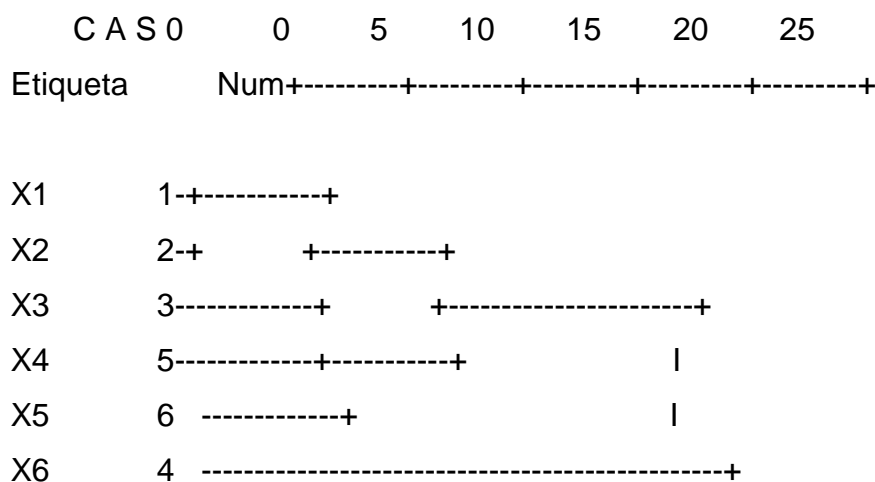 C A S 0 0 5 10 15 20 25
Etiqueta Num+---------+---------+---------+---------+---------+
X1 1-+-----------+
X2 2-+ +-----------+
X3 3-------------+ +----------------------+
X4 5-------------+-----------+ I
X5 6 ------------+ I
X6 4 ----------------------------------------------+